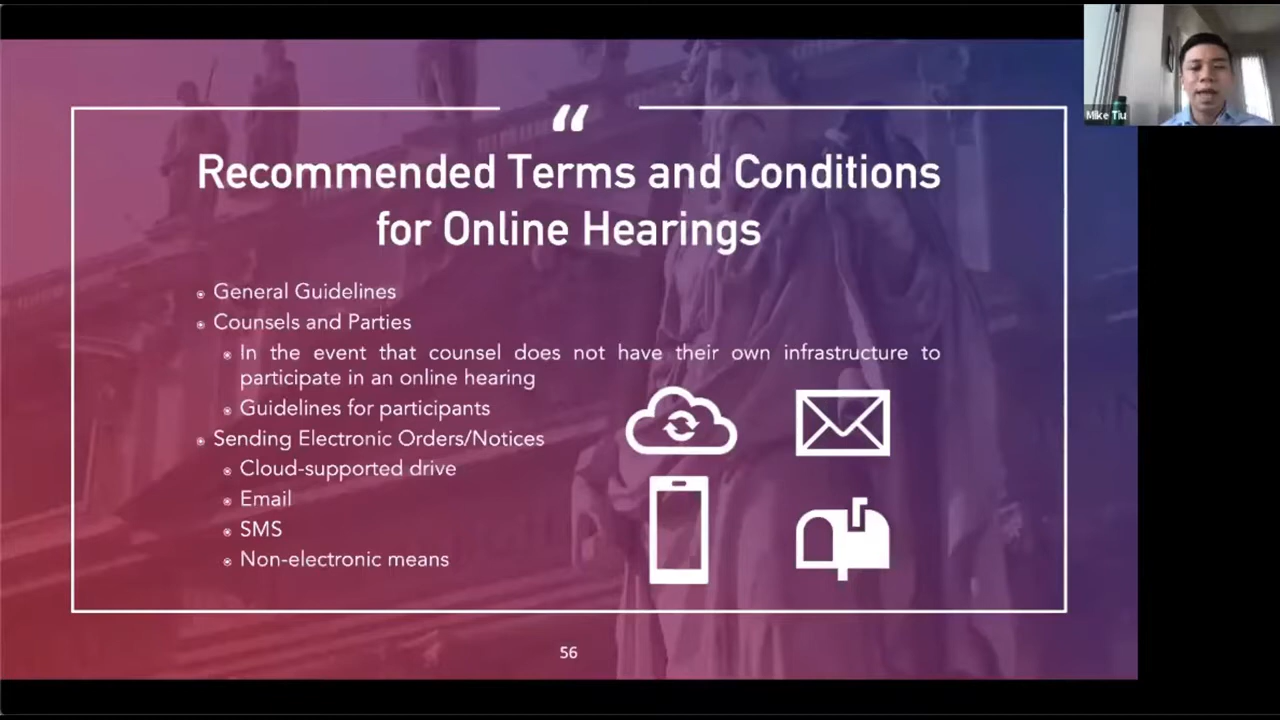 Mike Tiu
“
Recommended Terms and Conditions
for Online Hearings
General Guidelines
Counsels and Parties
In the event that counsel does not have their own infrastructure to
participate in an online hearing
Guidelines for participants
Sending Electronic Orders/Notices
Cloud-supported drive
Email
SMS
Non-electronic means
56